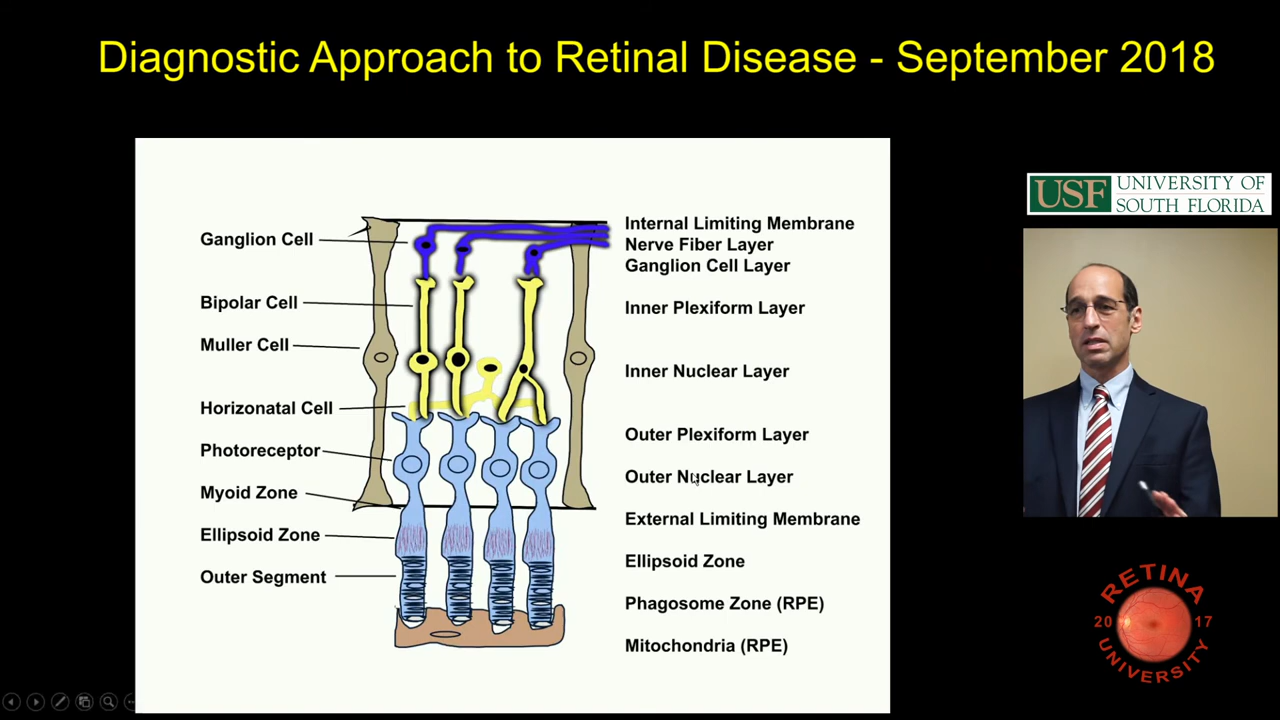 Diagnostic Approach to Retinal Disease - September 2018
Ganglion Cell
Bipolar Cell
Muller Cell
Horizonatal Cell
Photoreceptor
Myoid Zone
Ellipsoid Zone
Outer Segment
Internal Limiting Membrane
Nerve Fiber Layer
Ganglion Cell Layer
Inner Plexiform Layer
Inner Nuclear Layer
Outer Plexiform Layer
Outer Nuclear Layer
External Limiting Membrane
Ellipsoid Zone
Phagosome Zone (RPE)
Mitochondria (RPE)
USF UNIVERSITY OF
SOUTH FLORIDA
RETINA
20 17
UNIVERSITY